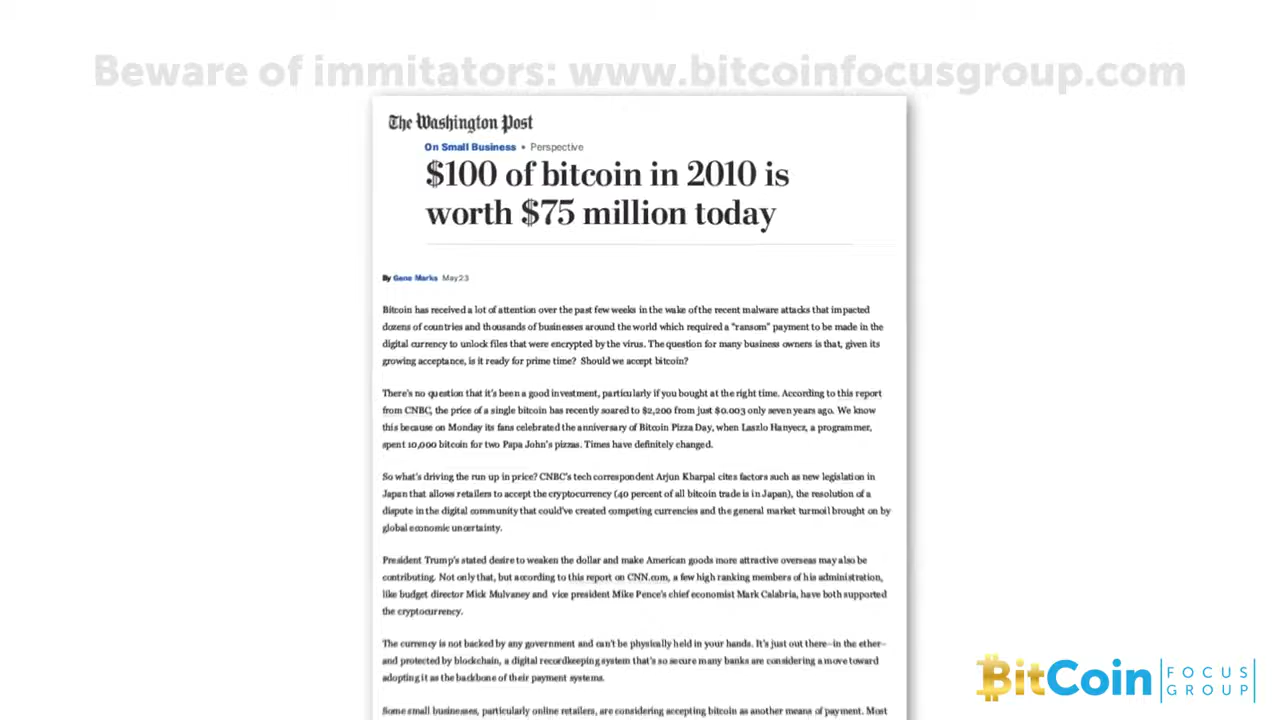 Beware of immitators: www.bitcoinfocusgroup.com
The Washington Post
On Small Business • Perspective
$100 of bitcoin in 2010 is
worth $75 million today
By Gene Marks May 23
Bitcoin has received a lot of attention over the past few weeks in the wake of the recent malware attacks that impacted
dozens of countries and thousands of businesses around the world which required a "ransom" payment to be made in the
digital currency to unlock files that were encrypted by the virus. The question for many business owners is that, given its
growing acceptance, is it ready for prime time? Should we accept bitcoin?
There's no question that it's been a good investment, particularly if you bought at the right time. According to this report
from CNBC, the price of a single bitcoin has recently soared to $2,200 from just $0.003 only seven years ago. We know
this because on Monday its fans celebrated the anniversary of Bitcoin Pizza Day, when Laszlo Hanyecz, a programmer,
spent 10,000 bitcoin for two Papa John's pizzas. Times have definitely changed.
So what's driving the run up in price? CNBC's tech correspondent Arjun Kharpal cites factors such as new legislation in
Japan that allows retailers to accept the cryptocurrency (40 percent of all bitcoin trade is in Japan), the resolution of a
dispute in the digital community that could've created competing currencies and the general market turmoil brought on by
global economic uncertainty.
President Trump's stated desire to weaken the dollar and make American goods more attractive overseas may also be
contributing. Not only that, but according to this report on CNN.com, a few high ranking members of his administration,
like budget director Mick Mulvaney and vice president Mike Pence's chief economist Mark Calabria, have both supported
the cryptocurrency.
The currency is not backed by any government and can't be physically held in your hands. It's just out there–in the ether–
and protected by blockchain, a digital recordkeeping system that's so secure many banks are considering a move toward
adopting it as the backbone of their payment systems.
Some small businesses, particularly online retailers, are considering accepting bitcoin as another means of payment. Most
BitCoin FOCUS
GROUP